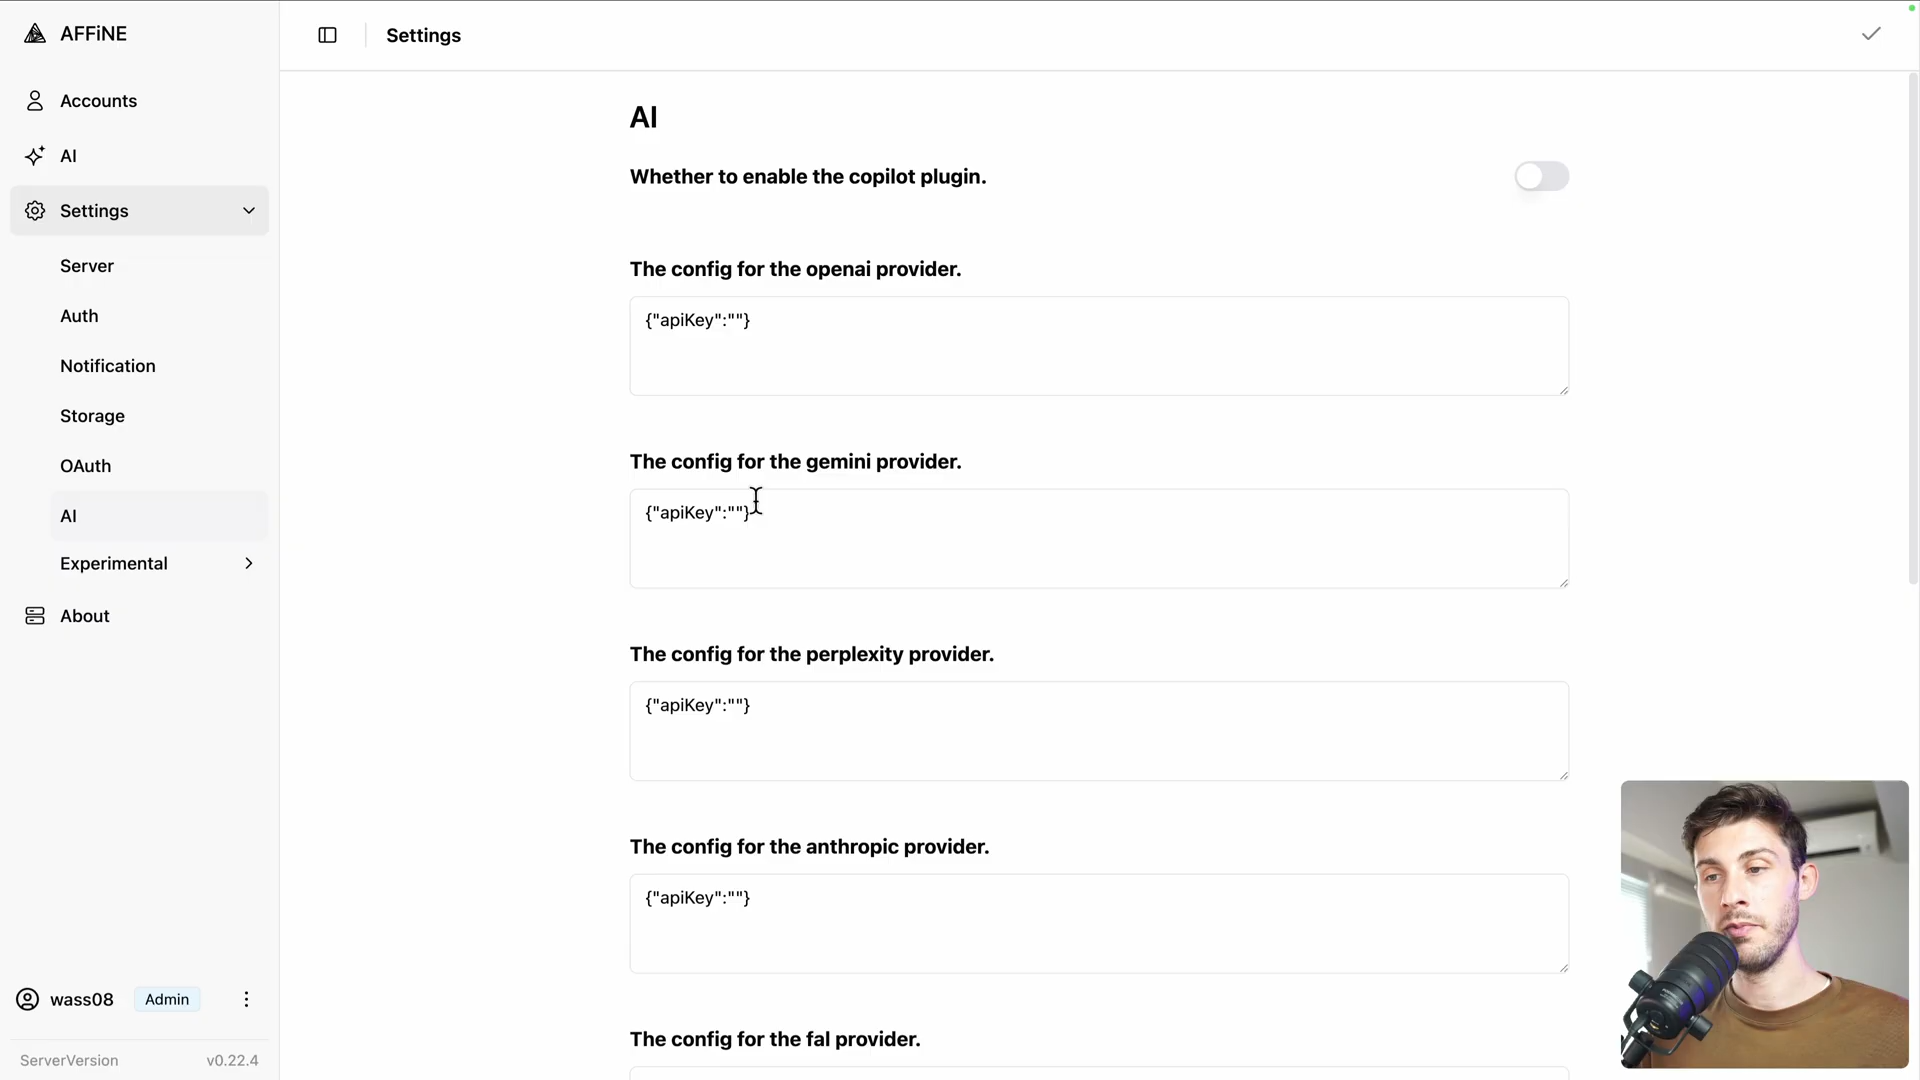 AFFiNE
Accounts
AI
Settings
Server
Auth
Notification
Storage
OAuth
AI
Experimental
About
wass08
Admin
ServerVersion
v0.22.4
Settings
AI
Whether to enable the copilot plugin.
The config for the openai provider.
{"apiKey":""}
The config for the gemini provider.
{"apiKey":""}
The config for the perplexity provider.
{"apiKey":""}
The config for the anthropic provider.
{"apiKey":""}
The config for the fal provider.